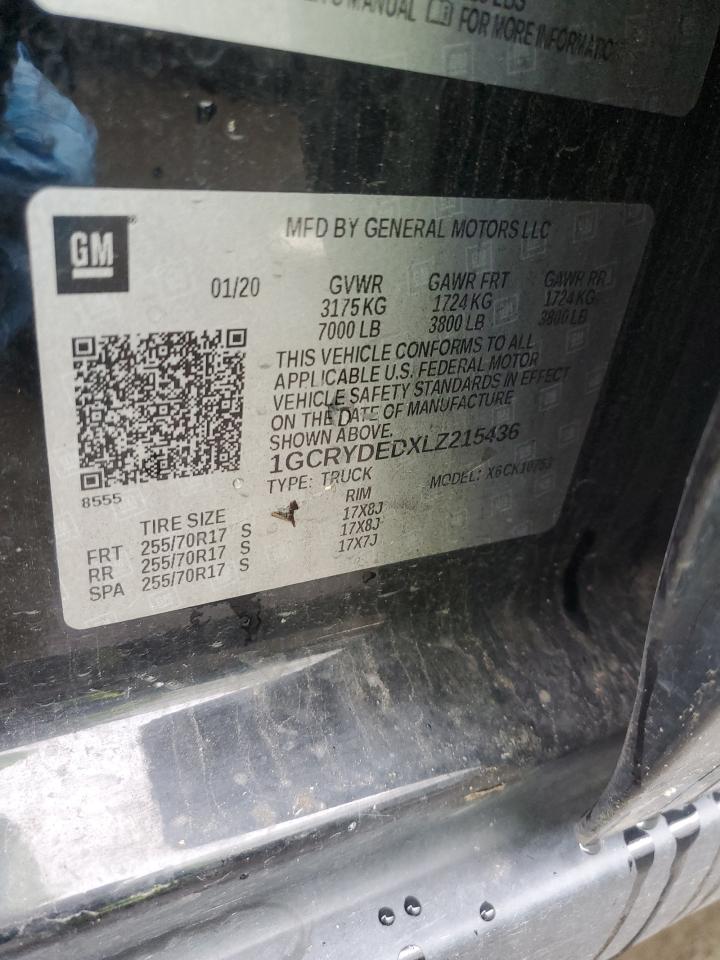 LBS
MANUAL FOR MORE INFORMATIO
GM
MFD BY GENERAL MOTORS LLC
01/20 GVWR GAWR FRT GAWR RR
3175 KG 1724 KG 1724 KG
7000 LB 3800 LB 3800 LB
THIS VEHICLE CONFORMS TO ALL
APPLICABLE U.S. FEDERAL MOTOR
VEHICLE SAFETY STANDARDS IN EFFECT
ON THE DATE OF MANUFACTURE
SHOWN ABOVE.
1GCRYDEDXLZ215436
TYPE: TRUCK MODEL: X6CK10753
8555
TIRE SIZE RIM
FRT 255/70R17 S 17X8J
RR 255/70R17 S 17X8J
SPA 255/70R17 S 17X7J